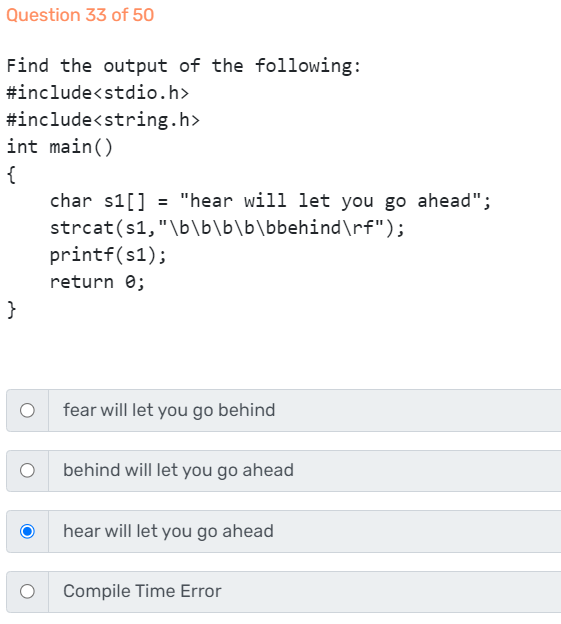 Question 33 of 50
Find the output of the following:
#include<stdio.h>
#include<string.h>
int main()
{
    char s1[] = "hear will let you go ahead";
    strcat(s1,"\b\b\b\b\bbehind\rf");
    printf(s1);
    return 0;
}
fear will let you go behind
behind will let you go ahead
hear will let you go ahead
Compile Time Error